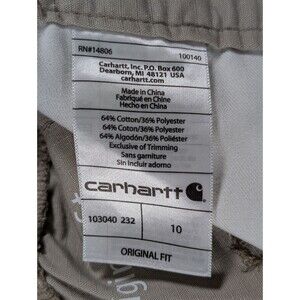 RN#14806 100140
Carhartt, Inc. P.O. Box 600
Dearborn, MI 48121 USA
carhartt.com
Made in China
Fabriqué en Chine
Hecho en China
64% Cotton/36% Polyester
64% Coton/36% Polyester
64% Algodón/36% Poliéster
Exclusive of Trimming
Sans garniture
Sin incluir adorno
carhartt
103040 232 10
ORIGINAL FIT